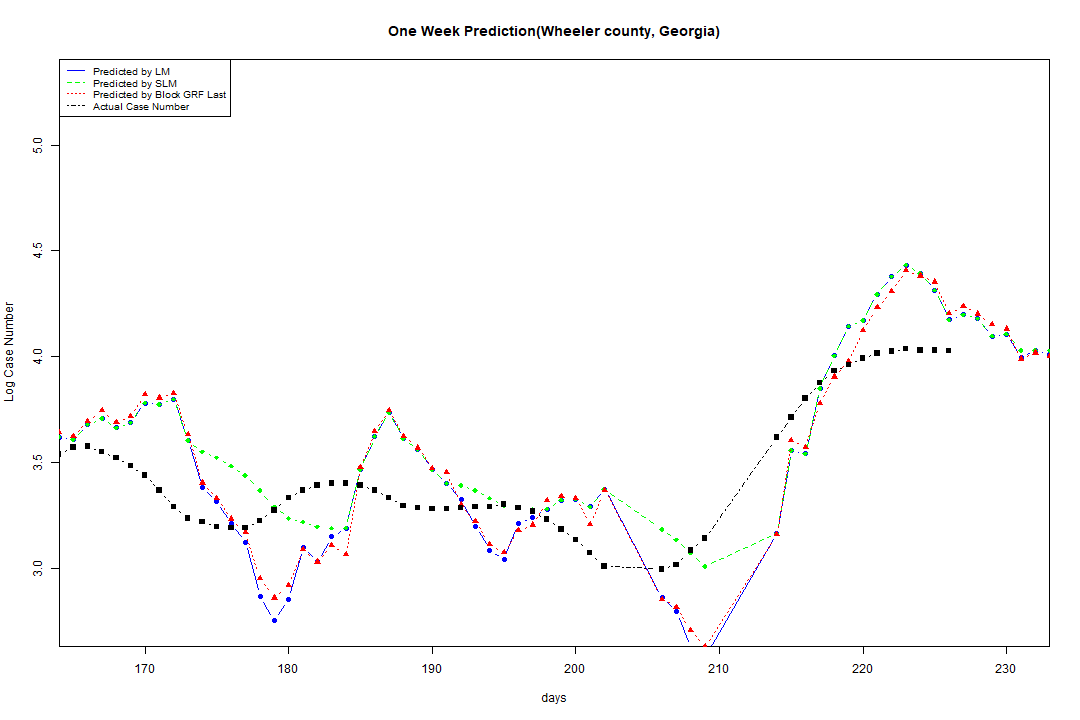 One Week Prediction(Wheeler county, Georgia)
Predicted by LM
Predicted by SLM
Predicted by Block GRF Last
Actual Case Number
5.0
4.5
4.0
3.5
3.0
Log Case Number
170 180 190 200 210 220 230
days